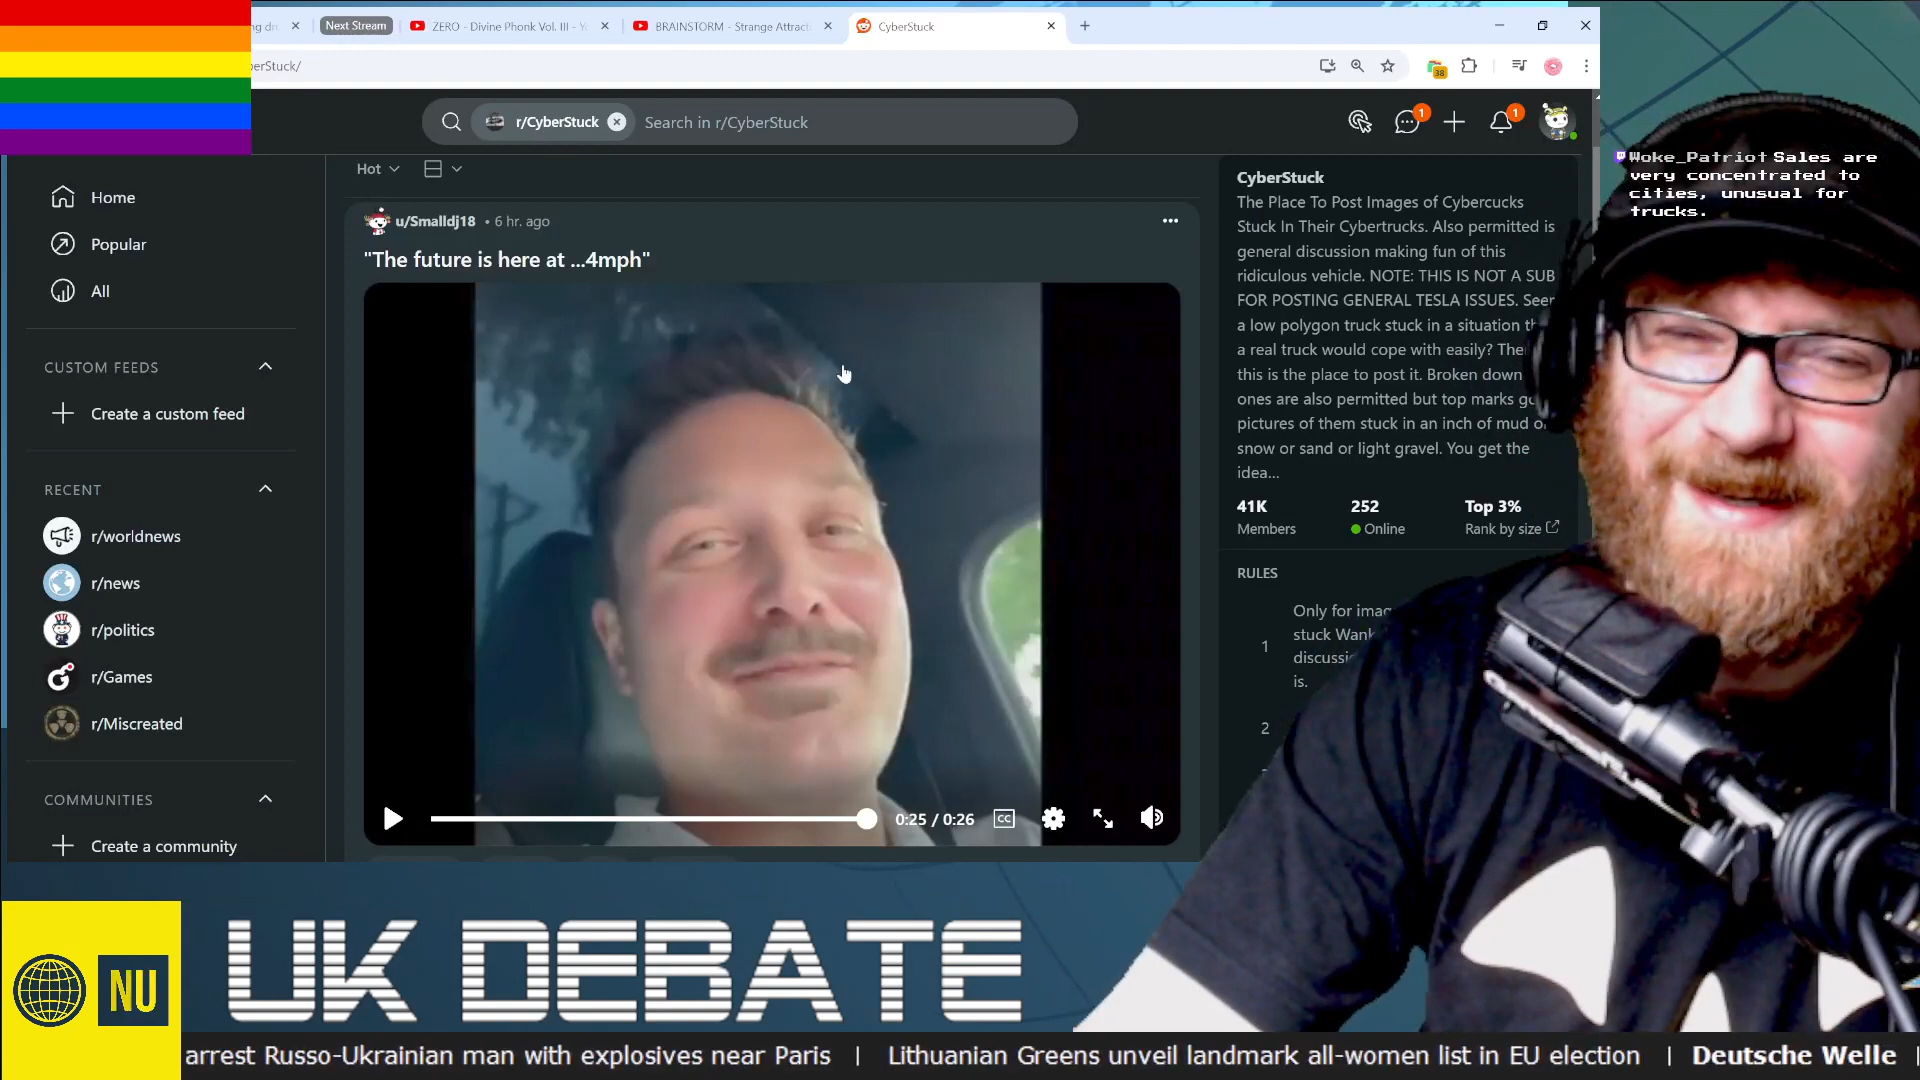 Next Stream
ZERO - Divine Phonk Vol. III - Y
BRAINSTORM - Strange Attract
CyberStuck
erStuck/
38
r/CyberStuck
Search in r/CyberStuck
1
1
Woke_Patriot Sales are
very concentrated to
cities, unusual for
trucks.
Home
Popular
All
CUSTOM FEEDS
Create a custom feed
RECENT
r/worldnews
r/news
r/politics
r/Games
r/Miscreated
COMMUNITIES
Create a community
Hot
u/Smalldj18 • 6 hr. ago
"The future is here at ...4mph"
0:25 / 0:26
CC
CyberStuck
The Place To Post Images of Cybercucks
Stuck In Their Cybertrucks. Also permitted is
general discussion making fun of this
ridiculous vehicle. NOTE: THIS IS NOT A SUB
FOR POSTING GENERAL TESLA ISSUES. Seen
a low polygon truck stuck in a situation
a real truck would cope with easily?
this is the place to post it. Broken down
ones are also permitted but top marks
pictures of them stuck in an inch of mud
snow or sand or light gravel. You get the
idea...
41K
Members
252
Online
Top 3%
Rank by size
RULES
1
Only for
stuck
is.
2
NU
UK DEBATE
arrest Russo-Ukrainian man with explosives near Paris | Lithuanian Greens unveil landmark all-women list in EU election | Deutsche Welle